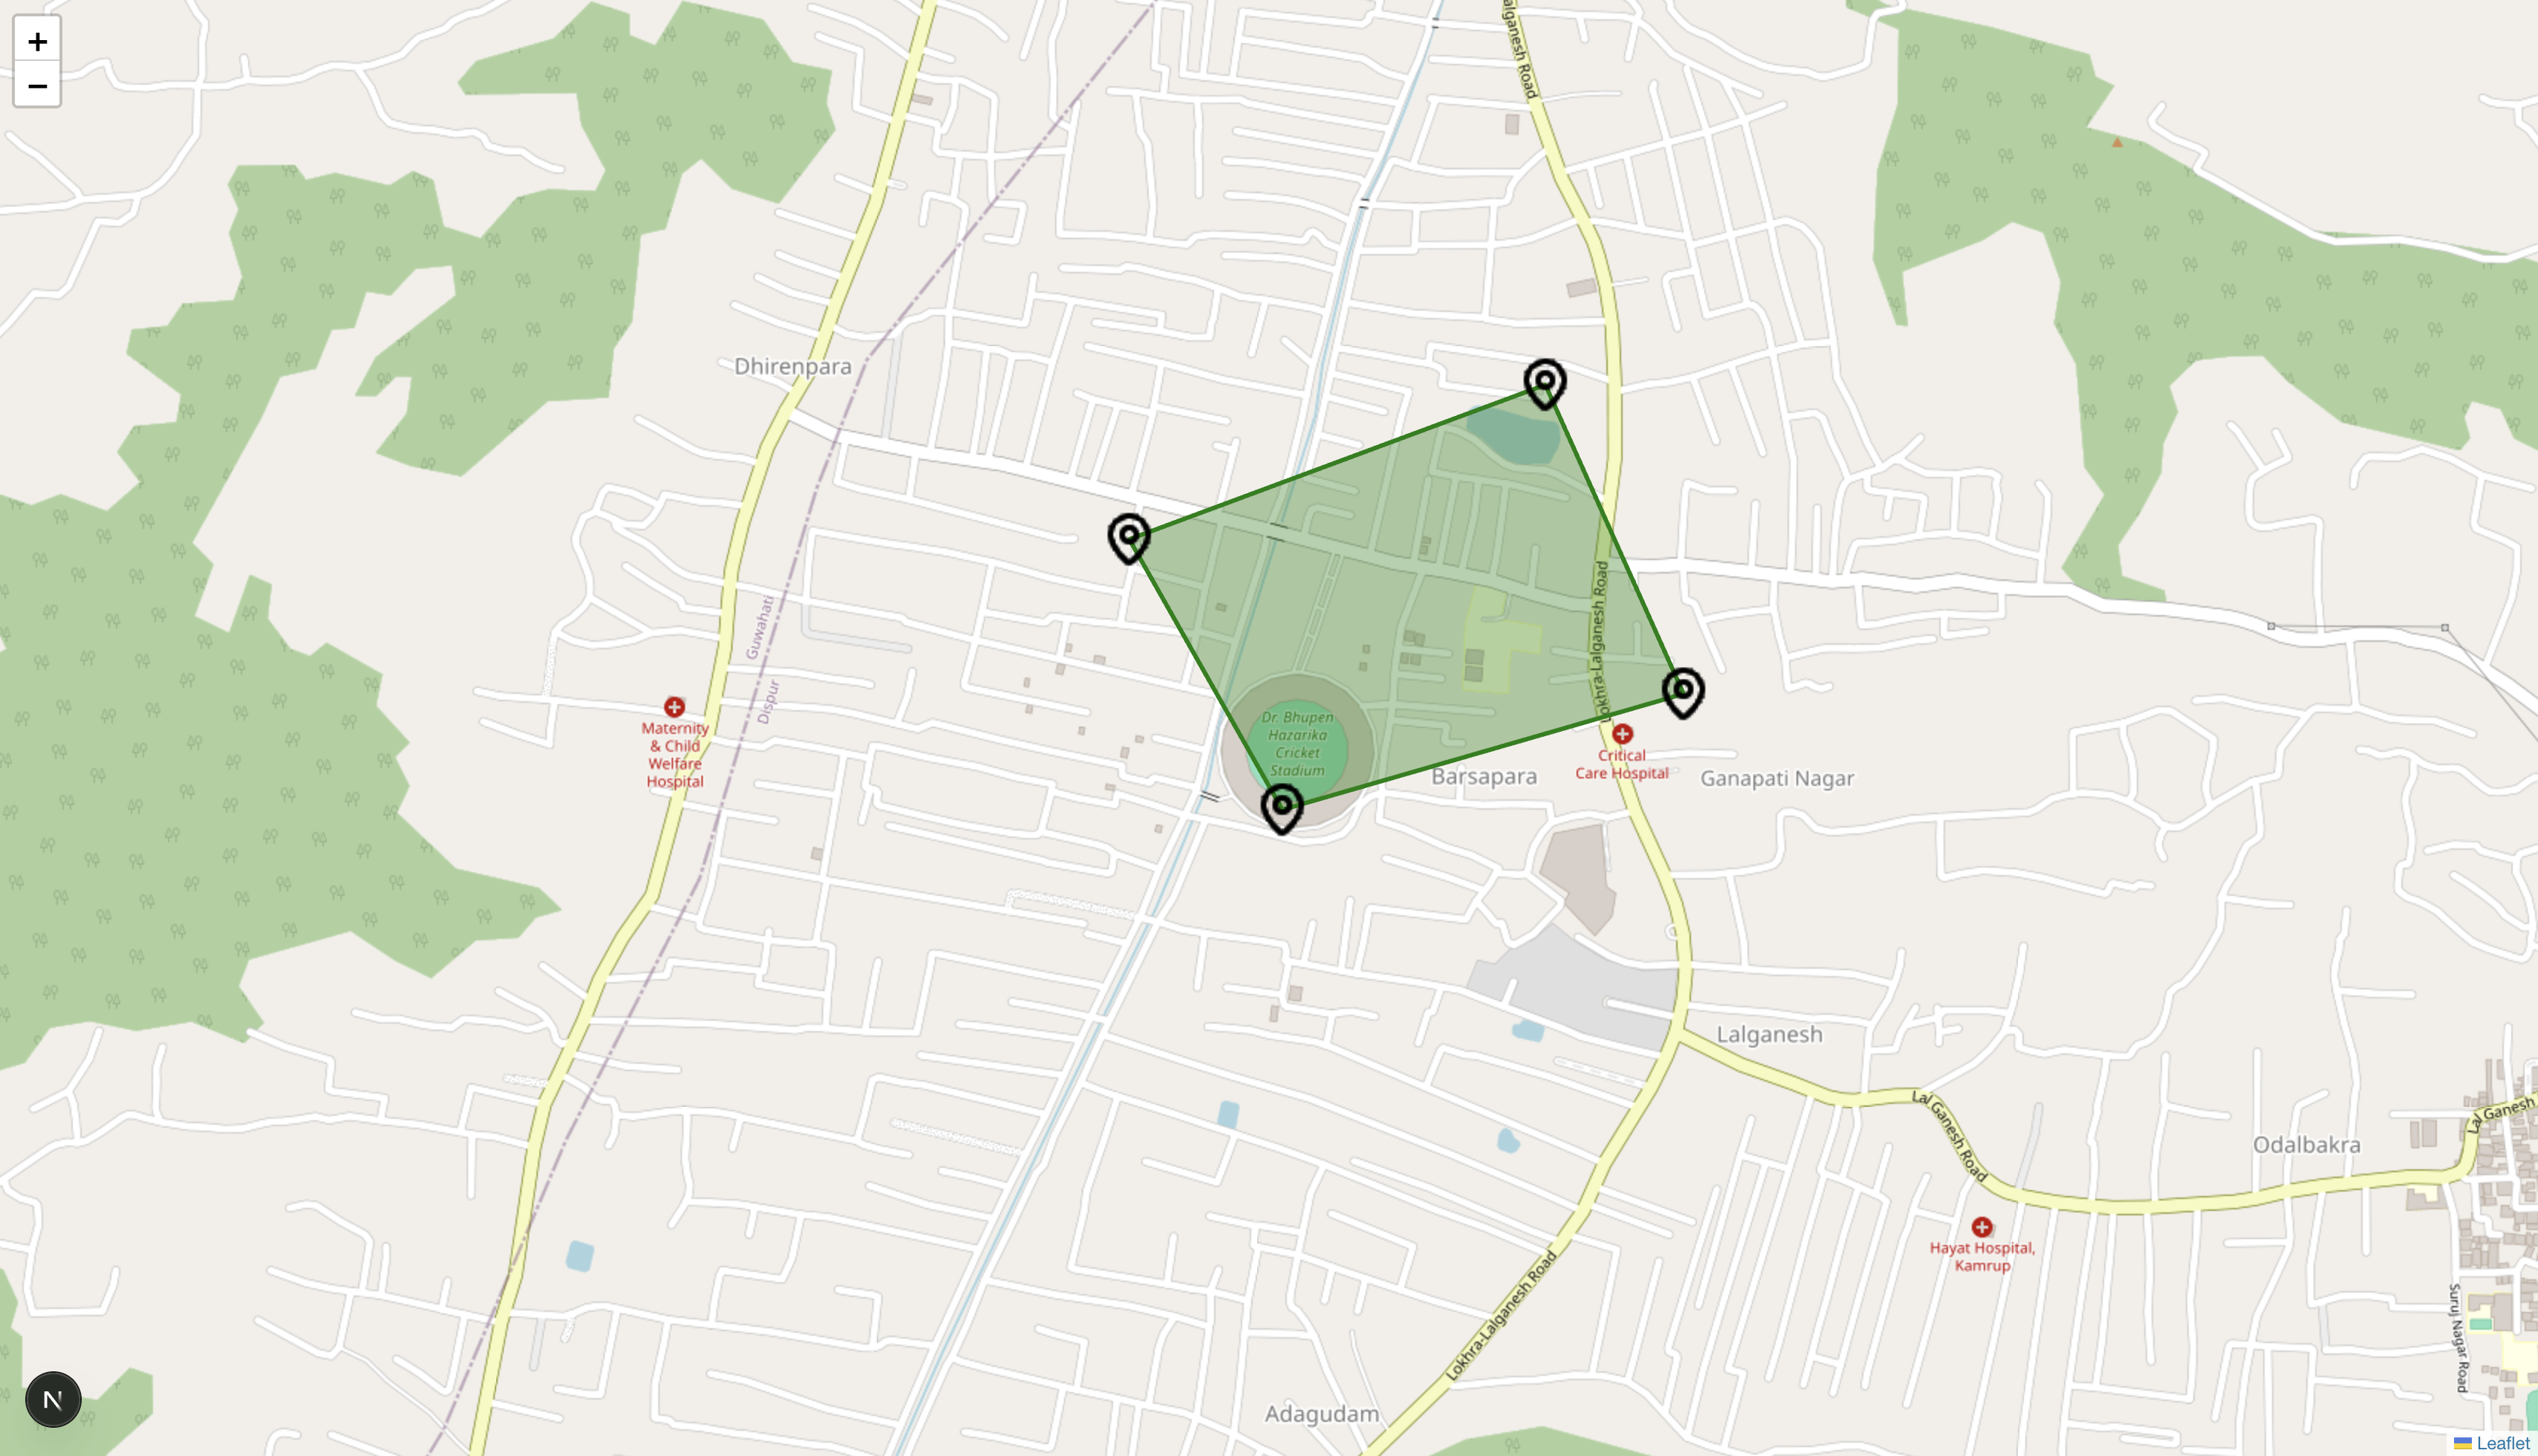 +
−
Lalganesh Road
Dhirenpara
Guwahati
Dispur
Lokhra-Lalganesh Road
Maternity
& Child
Welfare
Hospital
Dr. Bhupen
Hazarika
Cricket
Stadium
Critical
Care Hospital
Barsapara
Ganapati Nagar
Lalganesh
Lal Ganesh Road
Lal Ganesh
Odalbakra
Hayat Hospital,
Kamrup
Suruj Nagar Road
Lokhra-Lalganesh Road
Adagudam
N
Leaflet